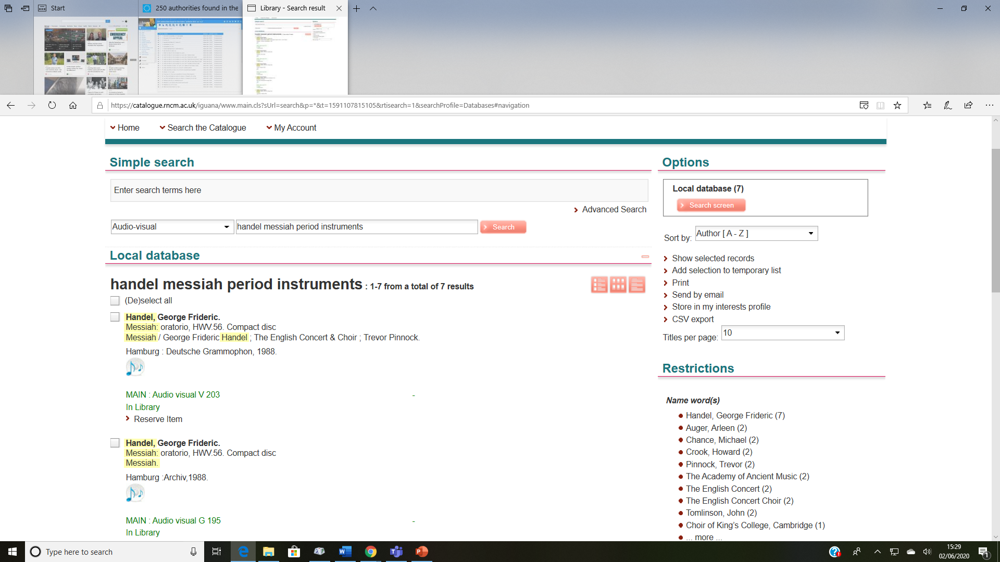 Start
250 authorities found in the
Library - Search result
EMERGENCY
APPEAL
https://catalogue.rncm.ac.uk/iguana/www.main.cls?sUrl=search&p=*&t=1591107815105&rtisearch=1&searchProfile=Databases#navigation
Home
Search the Catalogue
My Account
Simple search
Enter search terms here
Advanced Search
Audio-visual
handel messiah period instruments
Search
Local database
handel messiah period instruments : 1-7 from a total of 7 results
(De)select all
Handel, George Frideric.
Messiah: oratorio, HWV.56. Compact disc
Messiah / George Frideric Handel ; The English Concert & Choir ; Trevor Pinnock.
Hamburg : Deutsche Grammophon, 1988.
MAIN : Audio visual V 203
-
In Library
Reserve Item
Handel, George Frideric.
Messiah: oratorio, HWV.56. Compact disc
Messiah.
Hamburg :Archiv,1988.
MAIN : Audio visual G 195
-
In Library
Options
Local database (7)
Search screen
Sort by:
Author [ A - Z ]
Show selected records
Add selection to temporary list
Print
Send by email
Store in my interests profile
CSV export
Titles per page:
10
Restrictions
Name word(s)
Handel, George Frideric (7)
Auger, Arleen (2)
Chance, Michael (2)
Crook, Howard (2)
Pinnock, Trevor (2)
The Academy of Ancient Music (2)
The English Concert (2)
The English Concert Choir (2)
Tomlinson, John (2)
Choir of King's College, Cambridge (1)
... more ...
Type here to search
15:29
02/06/2020
1